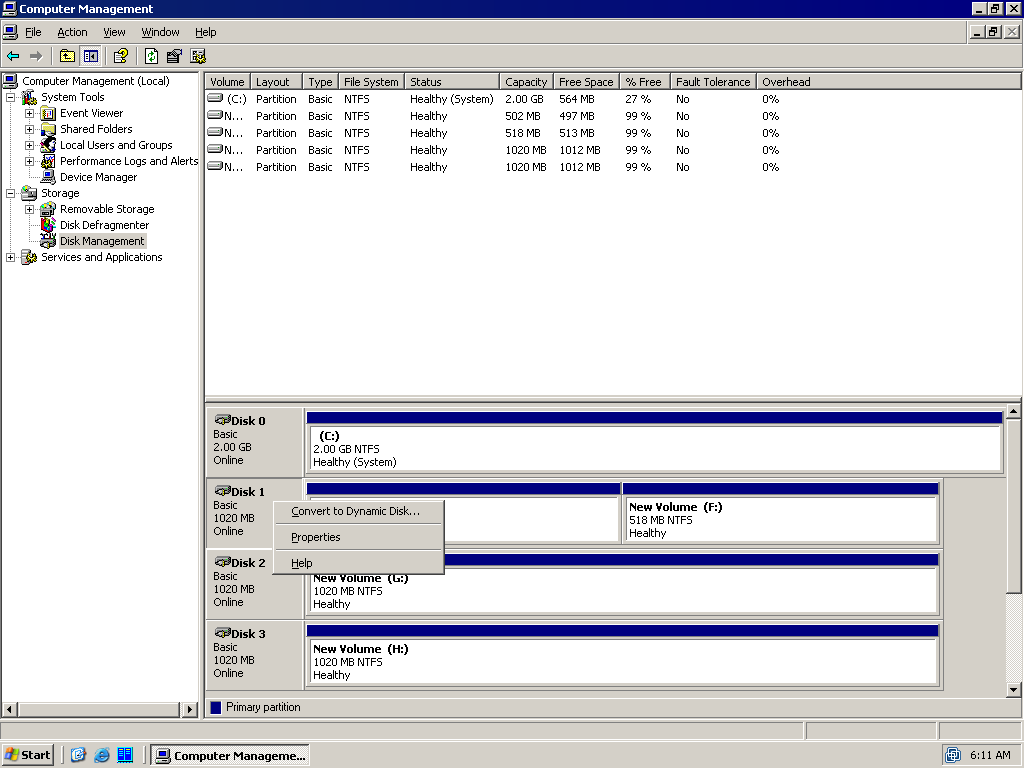 Computer Management
File Action View Window Help
Computer Management (Local)
System Tools
Event Viewer
Shared Folders
Local Users and Groups
Performance Logs and Alerts
Device Manager
Storage
Removable Storage
Disk Defragmenter
Disk Management
Services and Applications
Volume Layout Type File System Status Capacity Free Space % Free Fault Tolerance Overhead
(C:) Partition Basic NTFS Healthy (System) 2.00 GB 564 MB 27 % No 0%
N... Partition Basic NTFS Healthy 502 MB 497 MB 99 % No 0%
N... Partition Basic NTFS Healthy 518 MB 513 MB 99 % No 0%
N... Partition Basic NTFS Healthy 1020 MB 1012 MB 99 % No 0%
N... Partition Basic NTFS Healthy 1020 MB 1012 MB 99 % No 0%
Disk 0
Basic
2.00 GB
Online
(C:)
2.00 GB NTFS
Healthy (System)
Disk 1
Basic
1020 MB
Online
Convert to Dynamic Disk...
Properties
Help
New Volume (F:)
518 MB NTFS
Healthy
Disk 2
Basic
1020 MB
Online
New Volume (G:)
1020 MB NTFS
Healthy
Disk 3
Basic
1020 MB
Online
New Volume (H:)
1020 MB NTFS
Healthy
Primary partition
Start
Computer Manageme...
6:11 AM